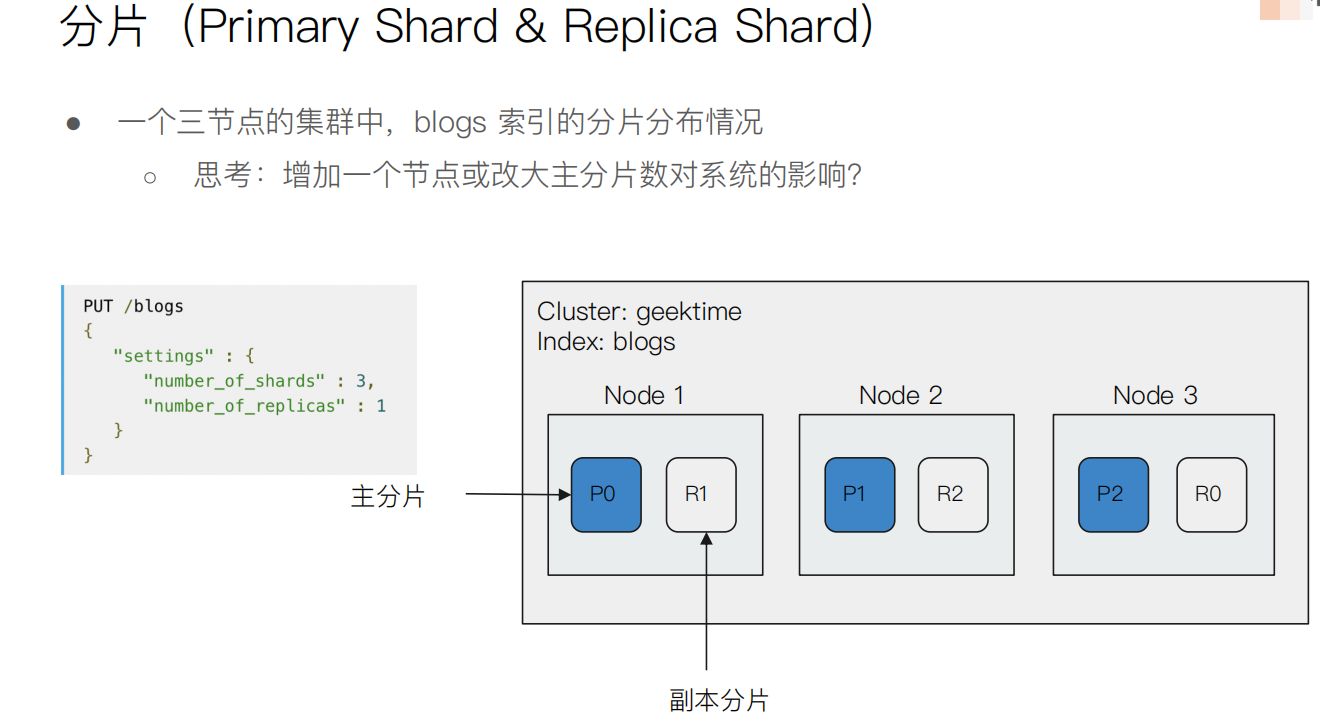 分片（Primary Shard & Replica Shard）
● 一个三节点的集群中，blogs 索引的分片分布情况
○ 思考：增加一个节点或改大主分片数对系统的影响？
PUT /blogs
{
"settings" : {
"number_of_shards" : 3,
"number_of_replicas" : 1
}
}
Cluster: geektime
Index: blogs
Node 1
Node 2
Node 3
P0
R1
P1
R2
P2
R0
主分片
副本分片